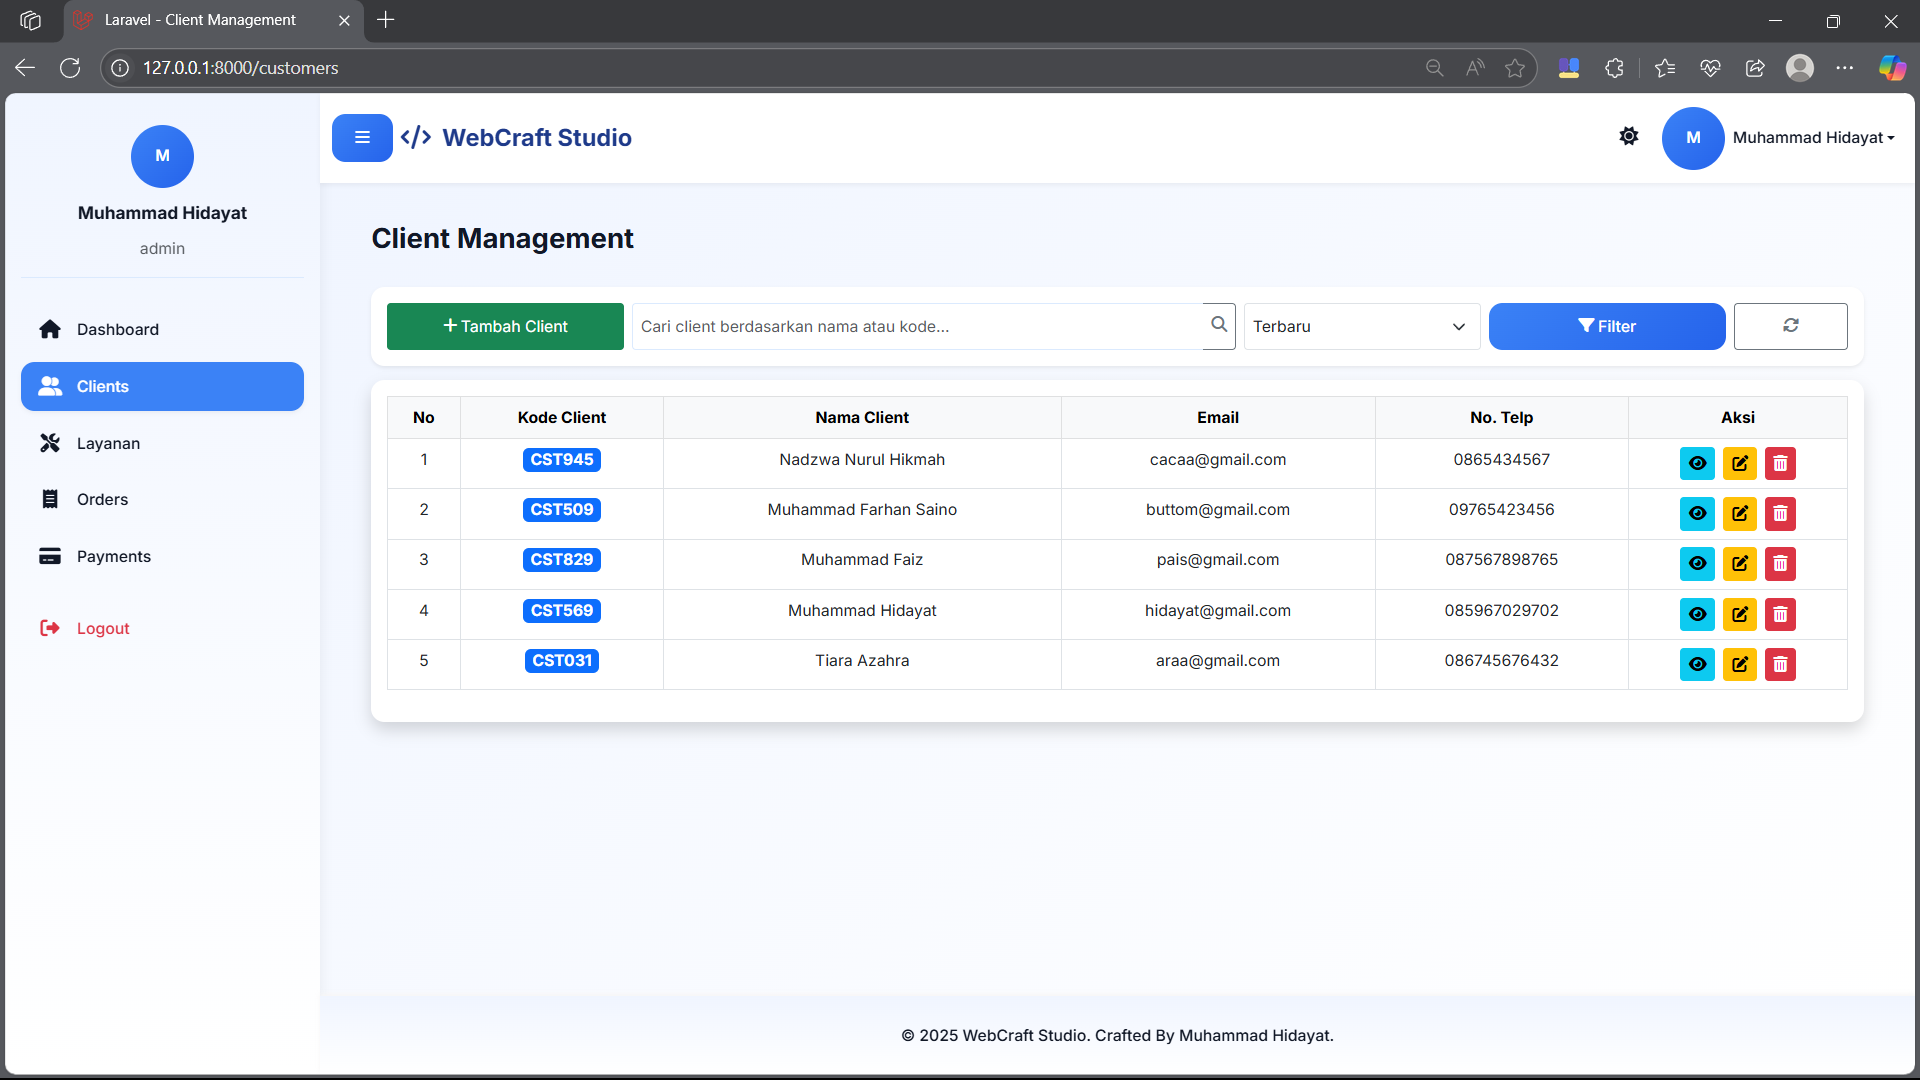 Laravel - Client Management
127.0.0.1:8000/customers
M
Muhammad Hidayat
admin
Dashboard
Clients
Layanan
Orders
Payments
Logout
</> WebCraft Studio
M
Muhammad Hidayat
Client Management
+ Tambah Client
Cari client berdasarkan nama atau kode...
Terbaru
Filter
No Kode Client Nama Client Email No. Telp Aksi
1 CST945 Nadzwa Nurul Hikmah cacaa@gmail.com 0865434567
2 CST509 Muhammad Farhan Saino buttom@gmail.com 09765423456
3 CST829 Muhammad Faiz pais@gmail.com 087567898765
4 CST569 Muhammad Hidayat hidayat@gmail.com 085967029702
5 CST031 Tiara Azahra araa@gmail.com 086745676432
© 2025 WebCraft Studio. Crafted By Muhammad Hidayat.